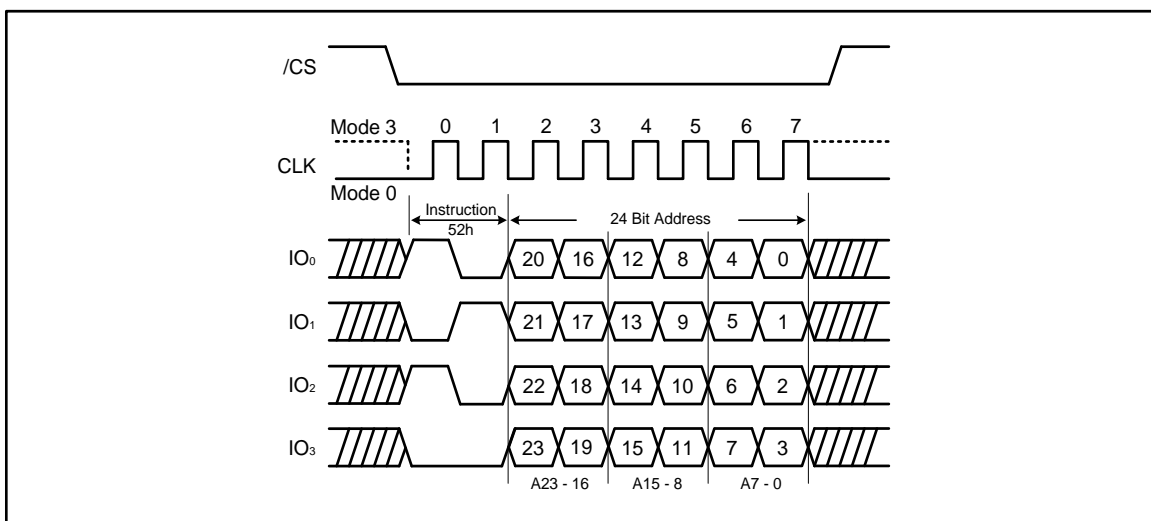 /CS
Mode 3 0 1 2 3 4 5 6 7
CLK
Mode 0
Instruction 24 Bit Address
52h
IO₀ 20 16 12 8 4 0
IO₁ 21 17 13 9 5 1
IO₂ 22 18 14 10 6 2
IO₃ 23 19 15 11 7 3
A23 - 16 A15 - 8 A7 - 0